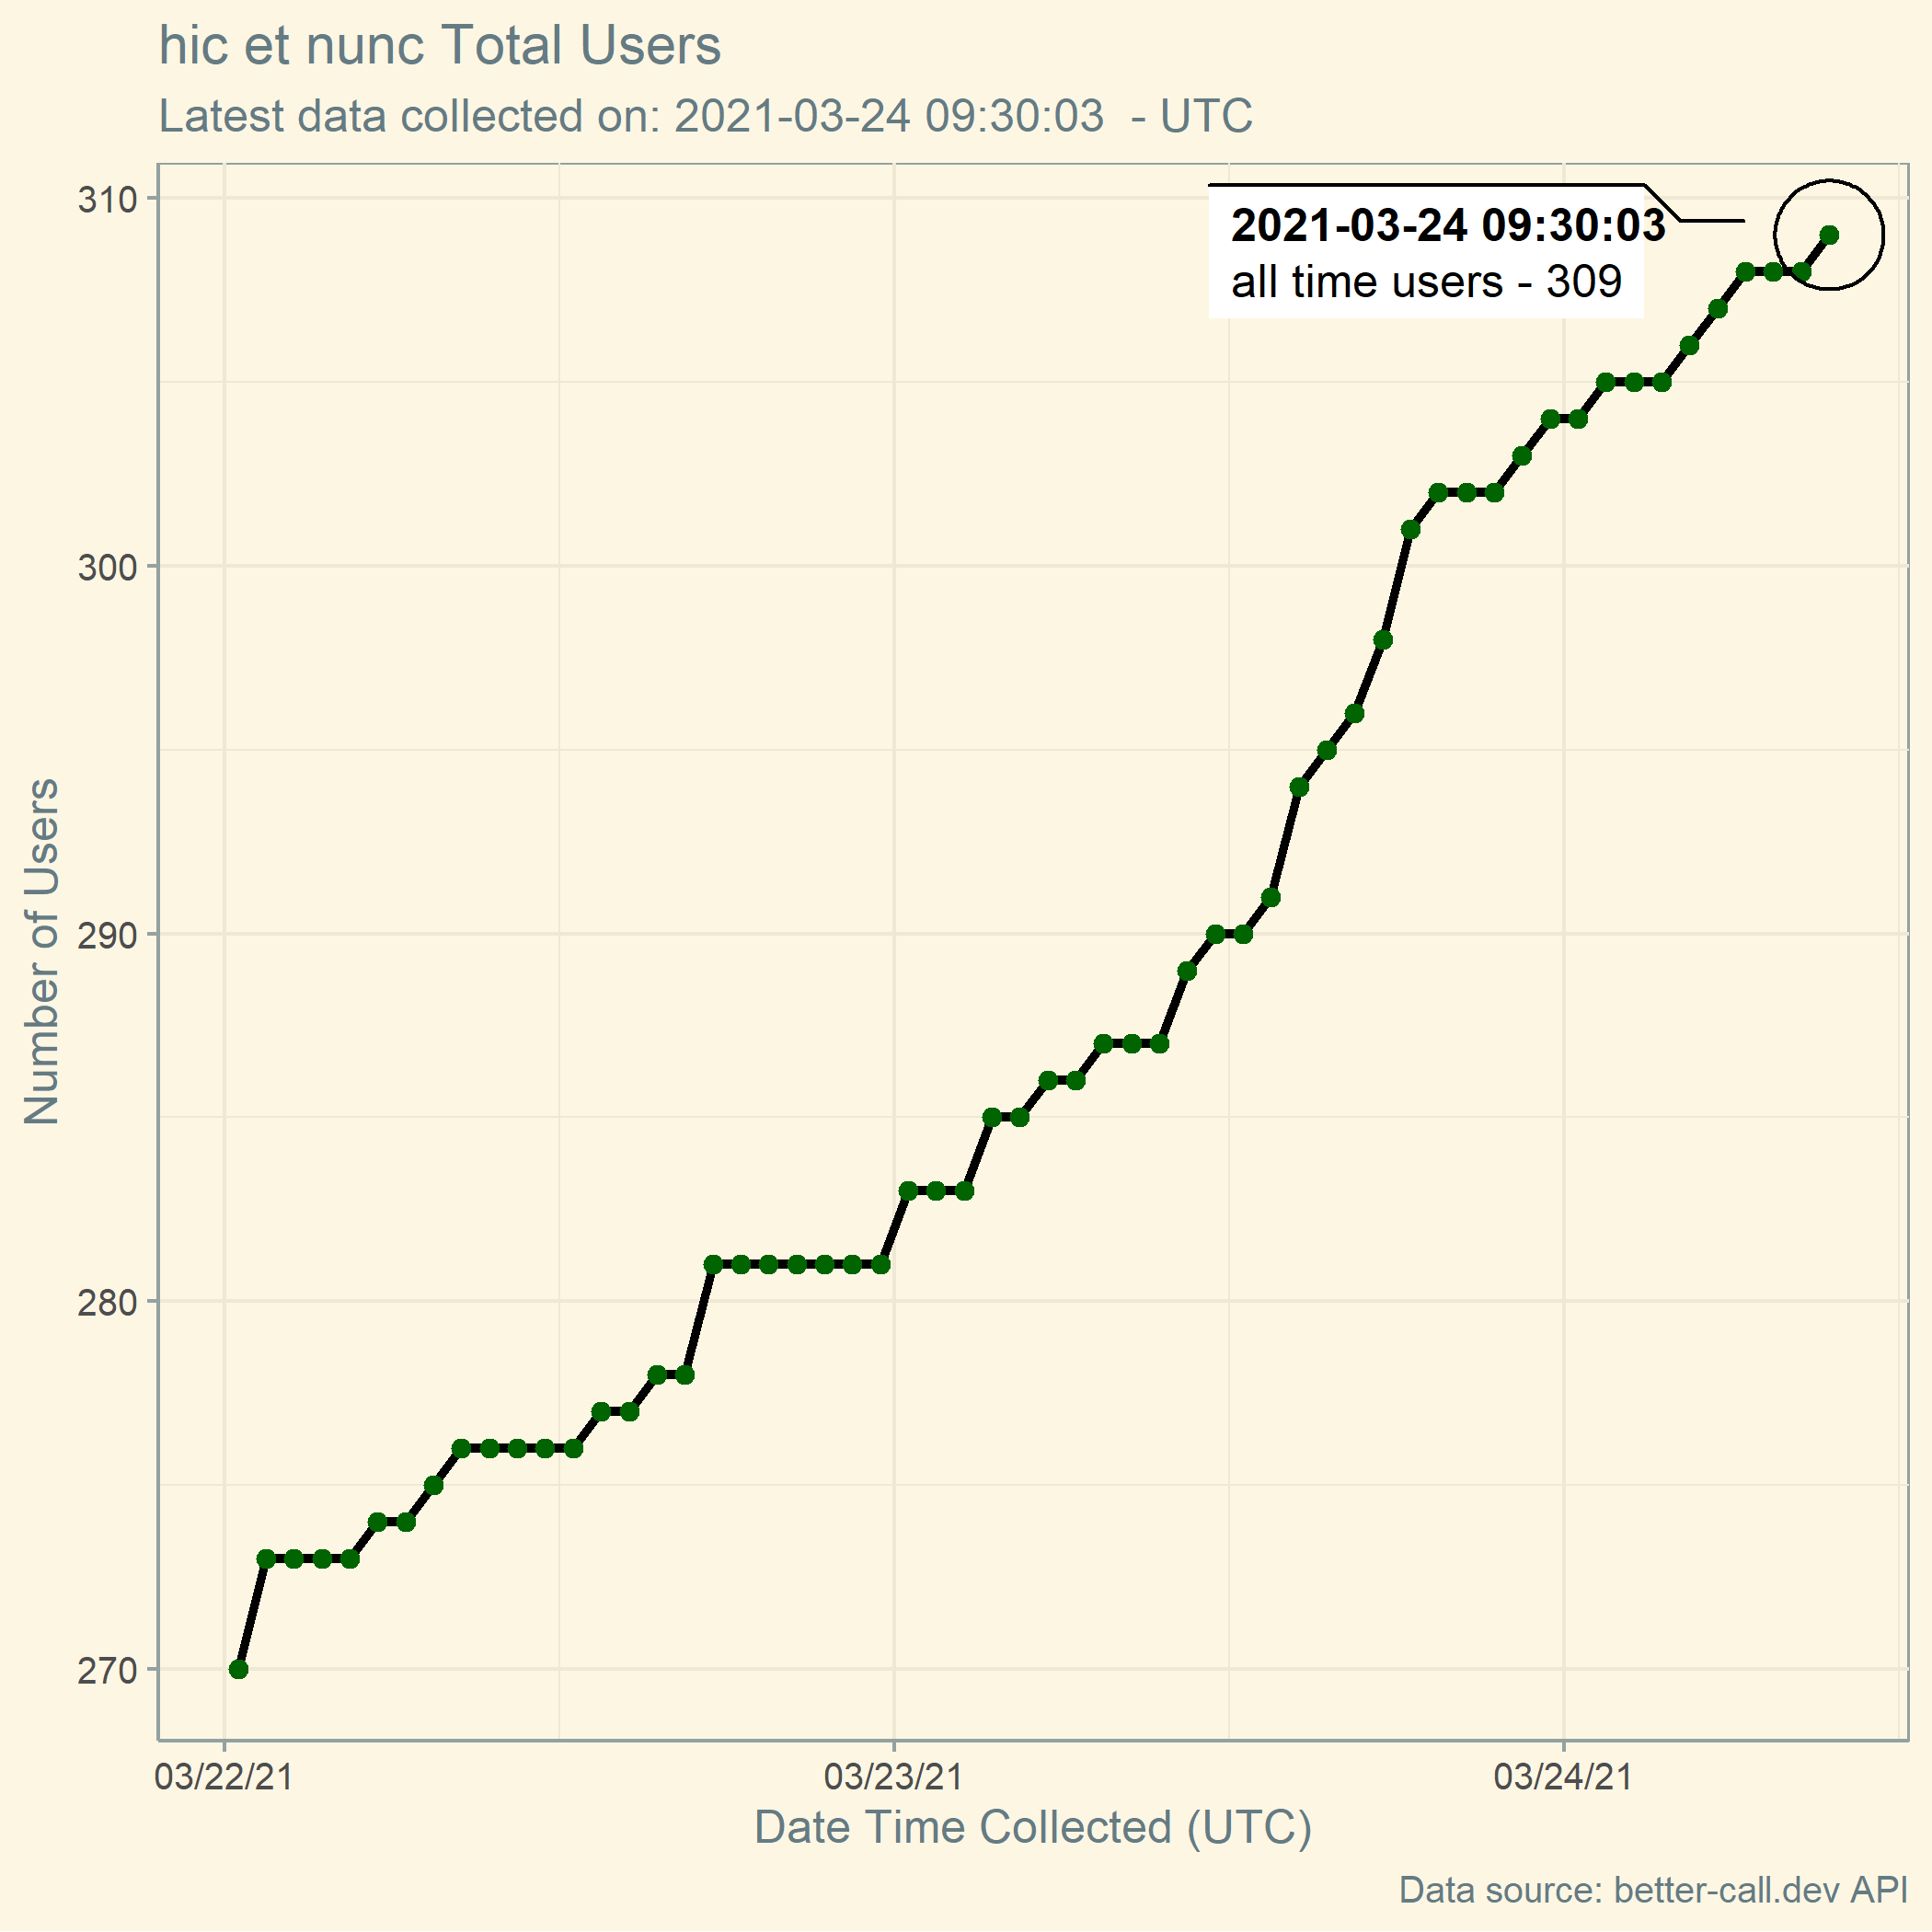 hic et nunc Total Users
Latest data collected on: 2021-03-24 09:30:03  - UTC
310
2021-03-24 09:30:03
all time users - 309
300
290
280
270
Number of Users
03/22/21
03/23/21
03/24/21
Date Time Collected (UTC)
Data source: better-call.dev API